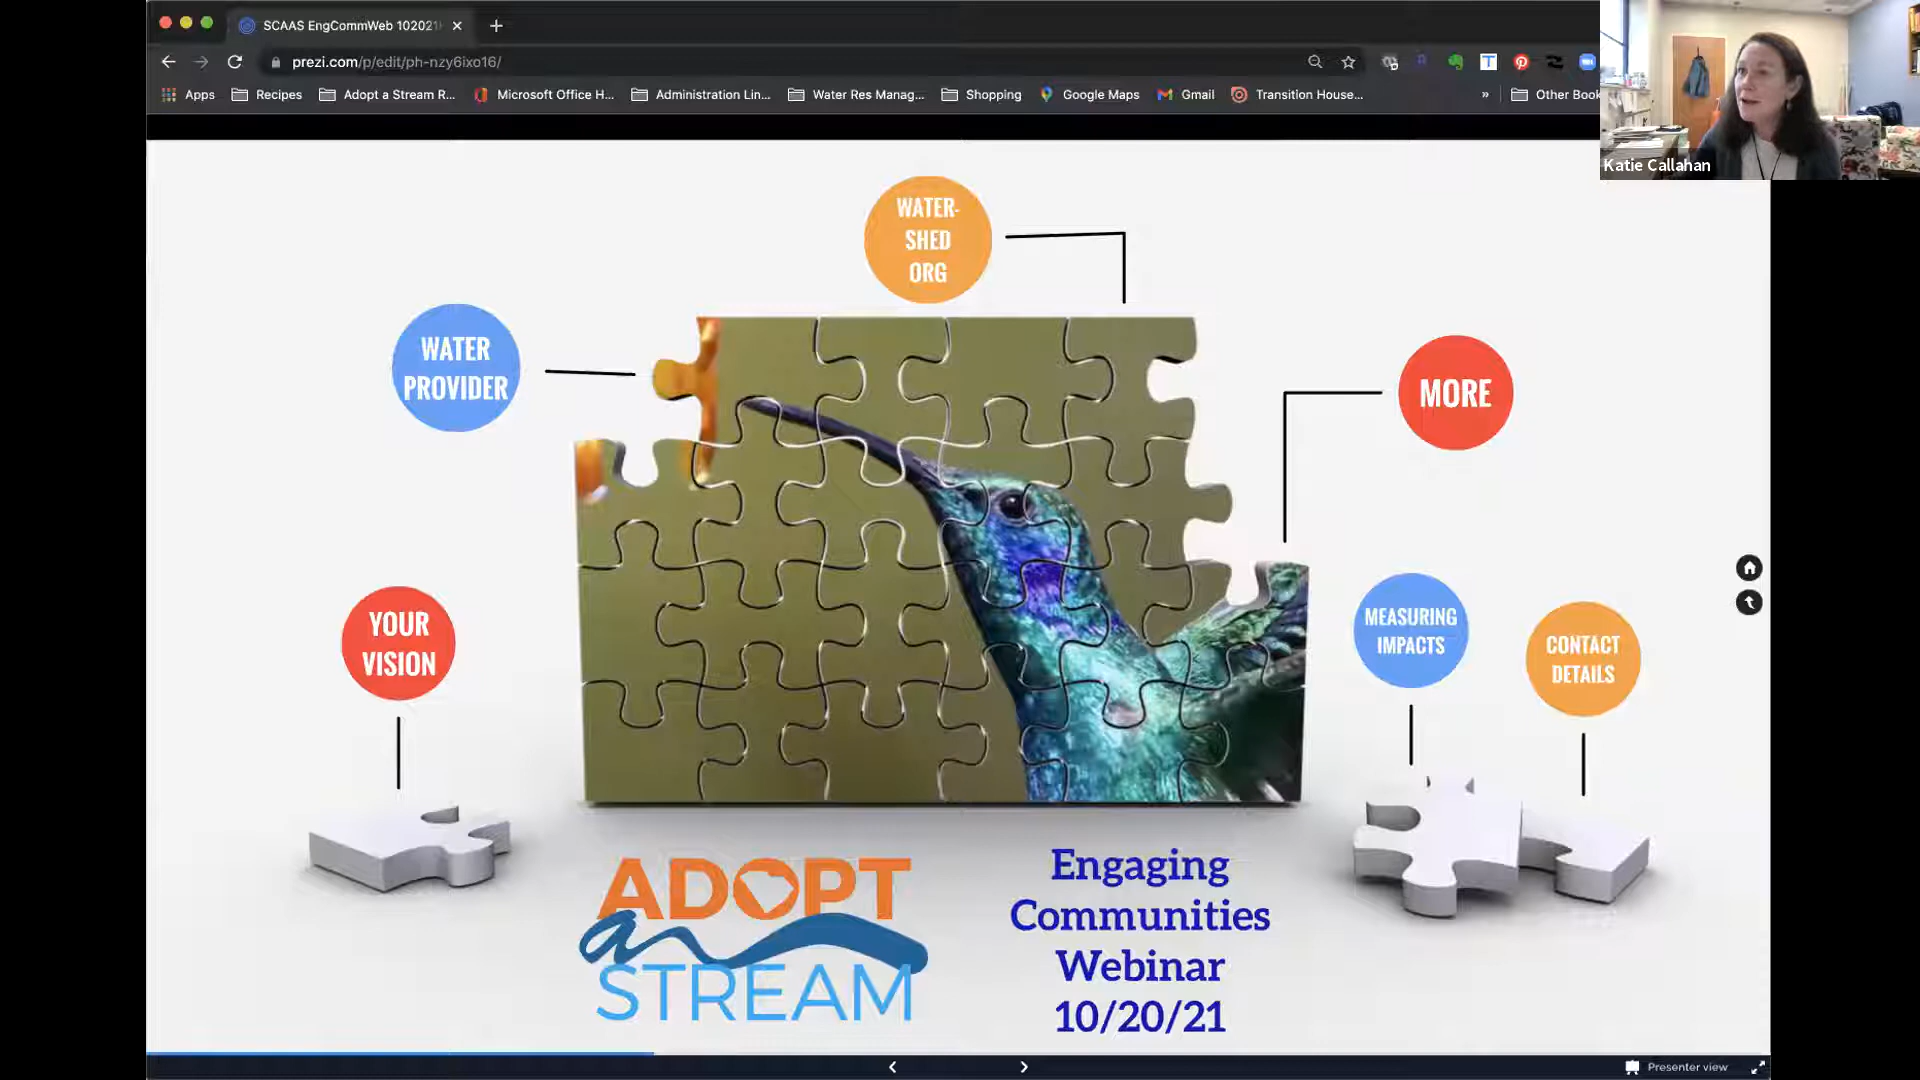 SCAAS EngCommWeb 102021
prezi.com/p/edit/ph-nzy6ixo16/
Apps
Recipes
Adopt a Stream R...
Microsoft Office H...
Administration Lin...
Water Res Manag...
Shopping
Google Maps
Gmail
Transition House...
»
Other Book
Katie Callahan
WATER-
SHED
ORG
WATER
PROVIDER
MORE
YOUR
VISION
MEASURING
IMPACTS
CONTACT
DETAILS
ADOPT
a
STREAM
Engaging
Communities
Webinar
10/20/21
Presenter view